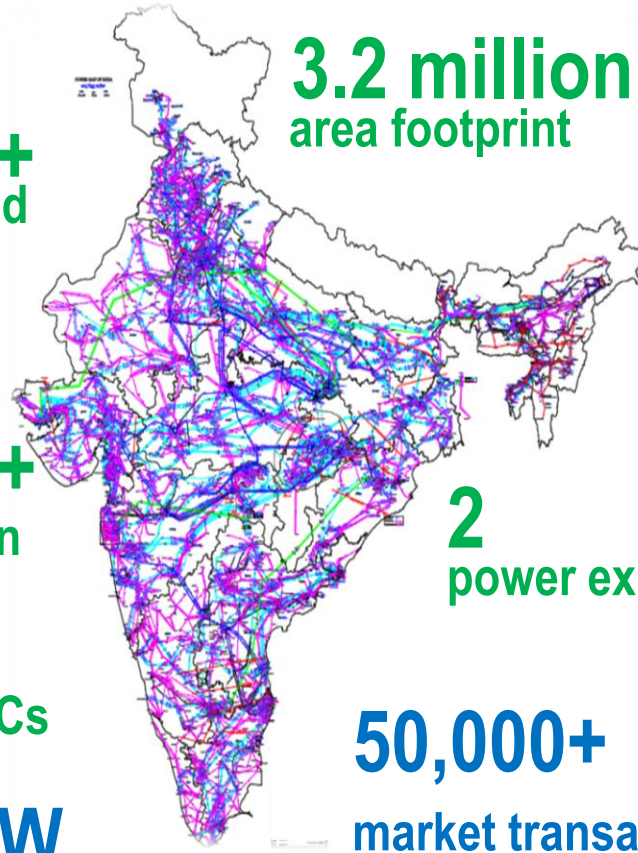 3.2 million
area footprint
+
d
+
n
2
power ex
Cs
50,000+
W
market transa